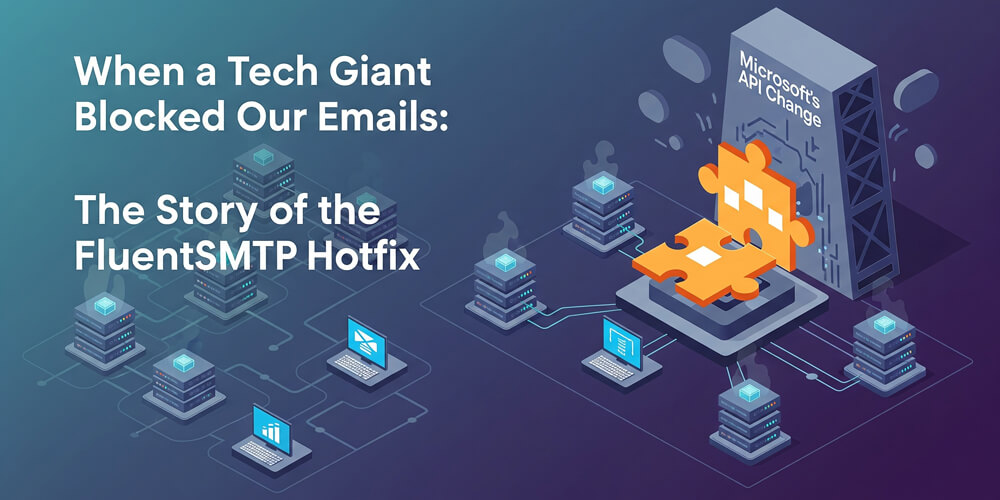 When a Tech Giant
Blocked Our Emails:
The Story of the
FluentSMTP Hotfix
Microsoft's
API Change